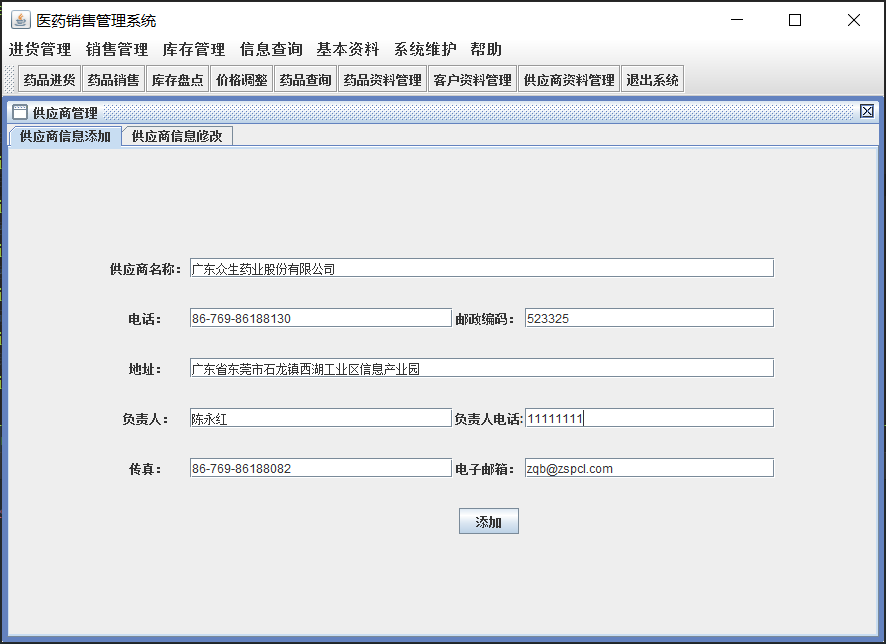 医药销售管理系统
进货管理 销售管理 库存管理 信息查询 基本资料 系统维护 帮助
药品进货 药品销售 库存盘点 价格调整 药品查询 药品资料管理 客户资料管理 供应商资料管理 退出系统
供应商管理
供应商信息添加 供应商信息修改
供应商名称: 广东众生药业股份有限公司
电话: 86-769-86188130 邮政编码: 523325
地址: 广东省东莞市石龙镇西湖工业区信息产业园
负责人: 陈永红 负责人电话: 11111111
传真: 86-769-86188082 电子邮箱: zqb@zspcl.com
添加